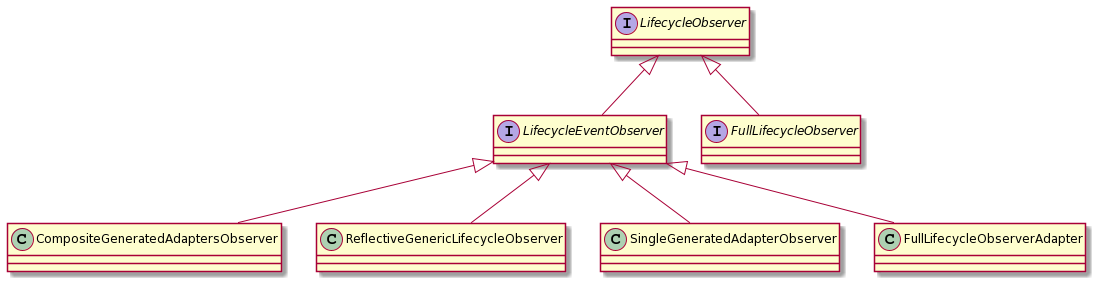 I LifecycleObserver
I LifecycleEventObserver
I FullLifecycleObserver
C CompositeGeneratedAdaptersObserver
C ReflectiveGenericLifecycleObserver
C SingleGeneratedAdapterObserver
C FullLifecycleObserverAdapter